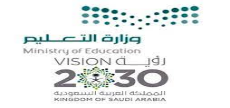 وزارة التعليم
Ministry of Education
VISION رؤية
2030
المملكة العربية السعودية
KINGDOM OF SAUDI ARABIA